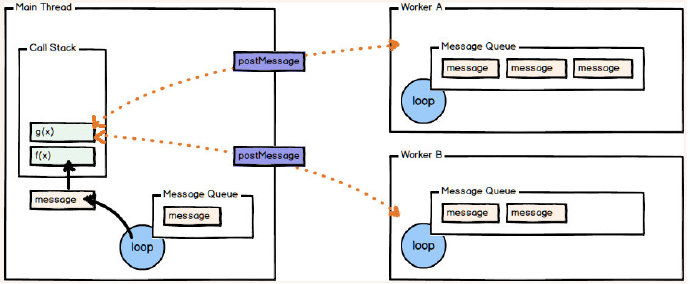 Main Thread
Call Stack
g(x)
f(x)
message
Message Queue
message
loop
postMessage
postMessage
Worker A
Message Queue
message message message
loop
Worker B
Message Queue
message message
loop